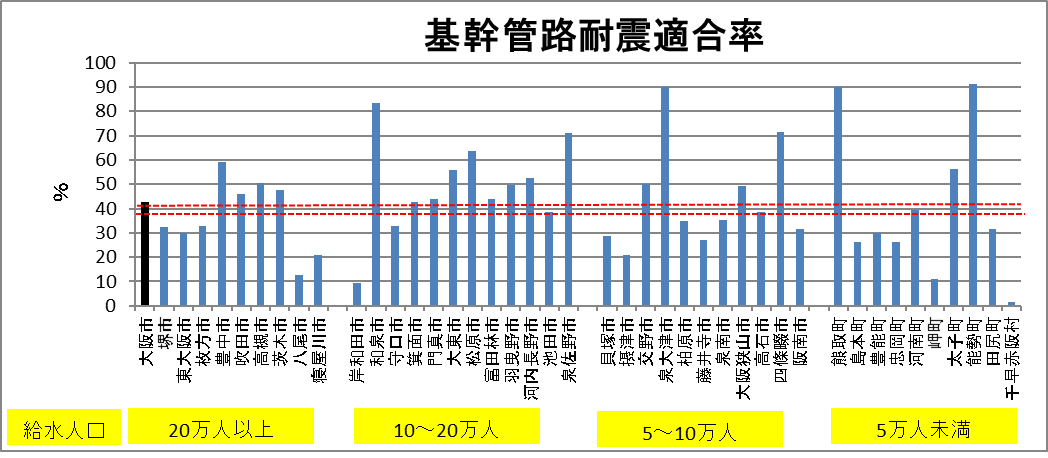 基幹管路耐震適合率
%
100
90
80
70
60
50
40
30
20
10
0
大阪市
堺市
東大阪市
枚方市
豊中市
吹田市
高槻市
茨木市
八尾市
寝屋川市
岸和田市
和泉市
守口市
箕面市
門真市
大東市
松原市
富田林市
羽曳野市
河内長野市
池田市
泉佐野市
貝塚市
摂津市
交野市
泉大津市
柏原市
藤井寺市
泉南市
大阪狭山市
高石市
四條畷市
阪南市
熊取町
島本町
豊能町
忠岡町
河南町
岬町
太子町
能勢町
田尻町
千早赤阪村
給水人口
20万人以上
10～20万人
5～10万人
5万人未満